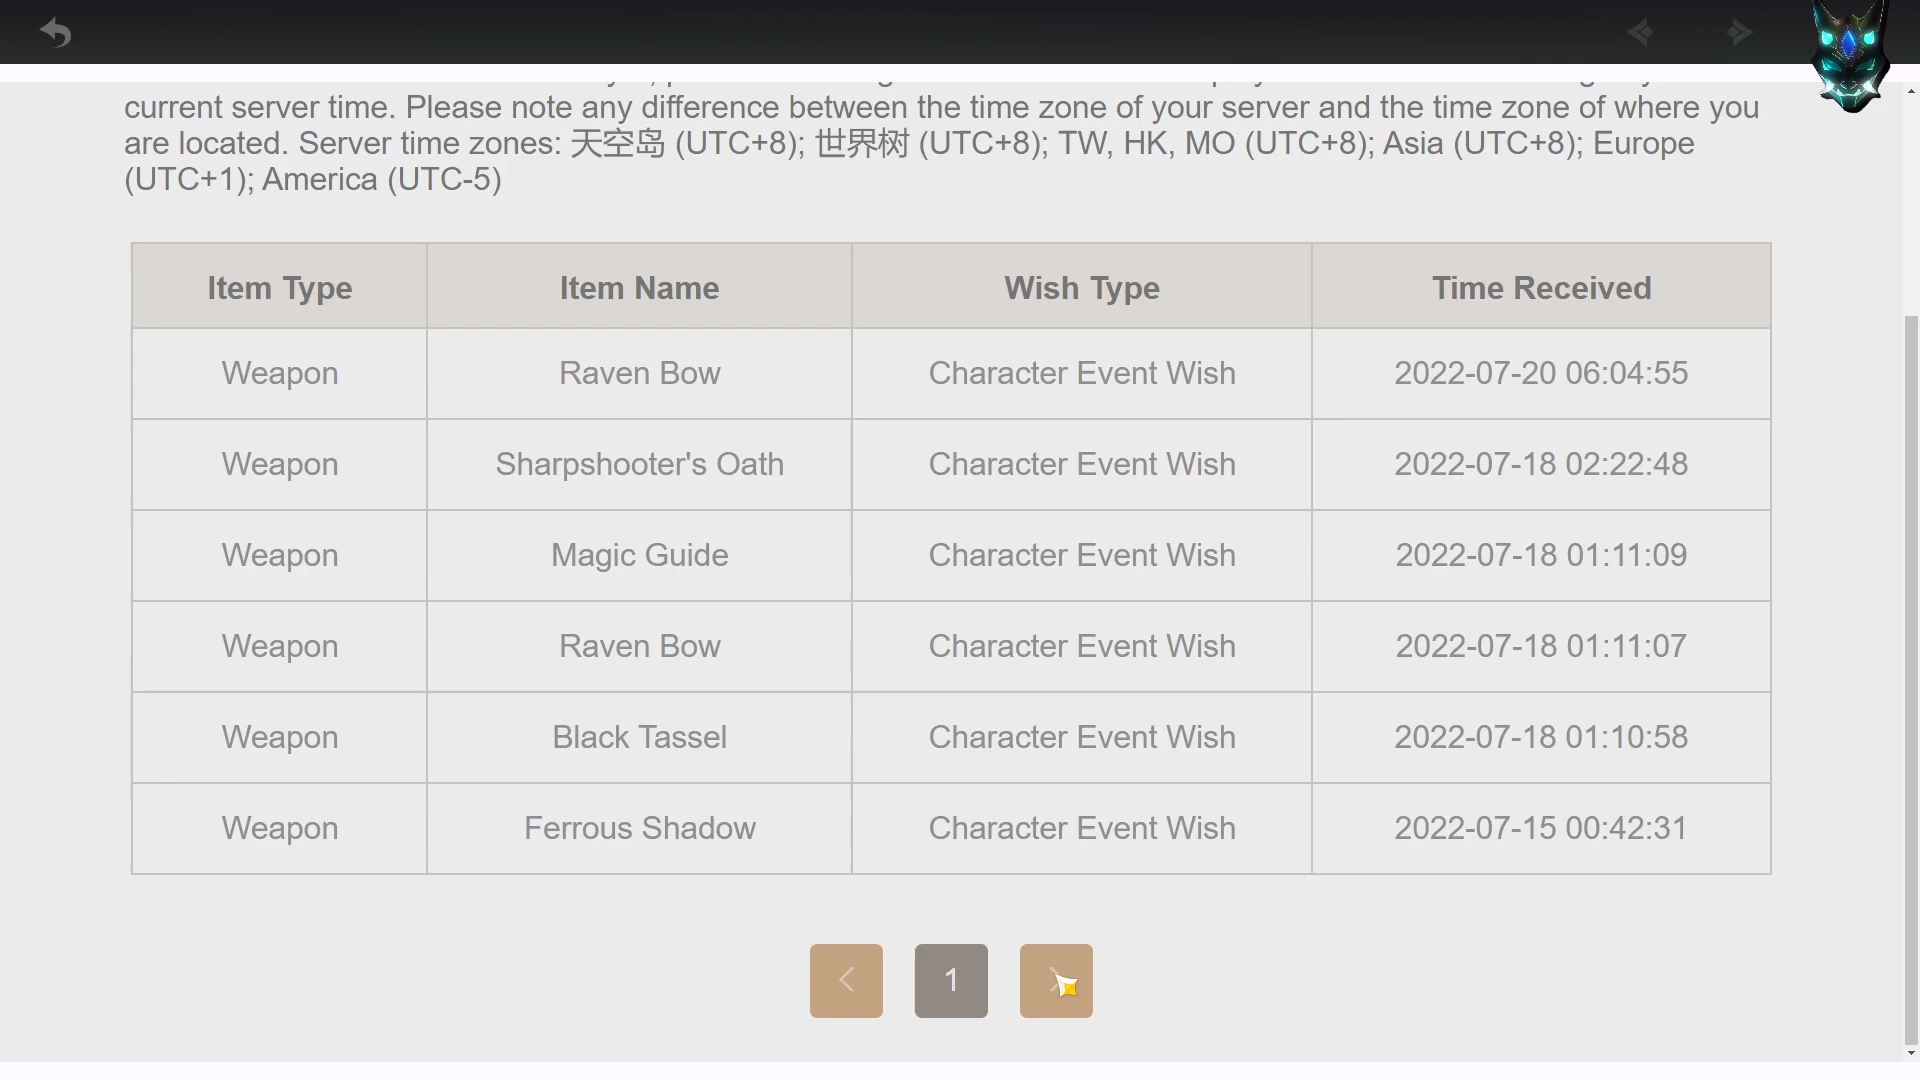 current server time. Please note any difference between the time zone of your server and the time zone of where you
are located. Server time zones: 天空岛 (UTC+8); 世界树 (UTC+8); TW, HK, MO (UTC+8); Asia (UTC+8); Europe
(UTC+1); America (UTC-5)
Item Type Item Name Wish Type Time Received
Weapon Raven Bow Character Event Wish 2022-07-20 06:04:55
Weapon Sharpshooter's Oath Character Event Wish 2022-07-18 02:22:48
Weapon Magic Guide Character Event Wish 2022-07-18 01:11:09
Weapon Raven Bow Character Event Wish 2022-07-18 01:11:07
Weapon Black Tassel Character Event Wish 2022-07-18 01:10:58
Weapon Ferrous Shadow Character Event Wish 2022-07-15 00:42:31
1